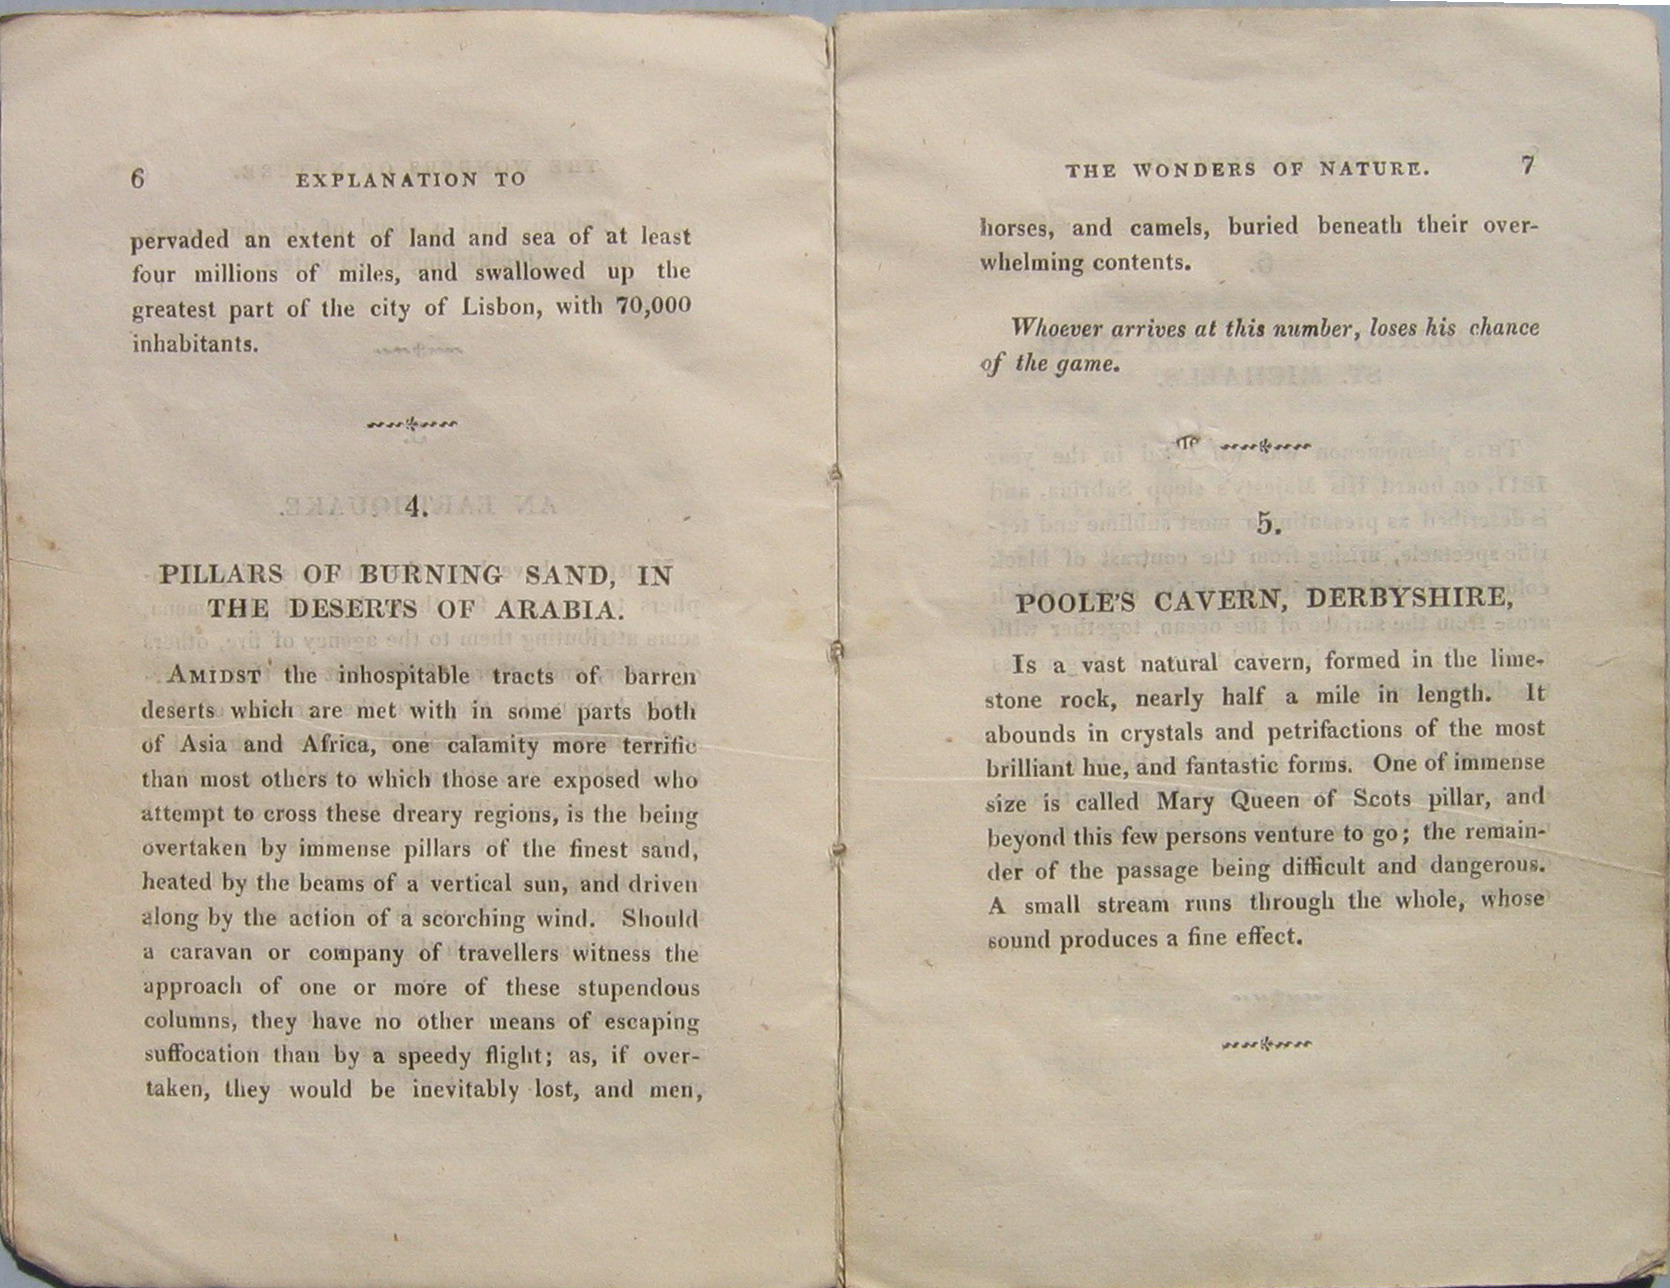 6 EXPLANATION TO
pervaded an extent of land and sea of at least
four millions of miles, and swallowed up the
greatest part of the city of Lisbon, with 70,000
inhabitants.
4.
PILLARS OF BURNING SAND, IN
THE DESERTS OF ARABIA.
AMIDST the inhospitable tracts of barren
deserts which are met with in some parts both
of Asia and Africa, one calamity more terrific
than most others to which those are exposed who
attempt to cross these dreary regions, is the being
overtaken by immense pillars of the finest sand,
heated by the beams of a vertical sun, and driven
along by the action of a scorching wind. Should
a caravan or company of travellers witness the
approach of one or more of these stupendous
columns, they have no other means of escaping
suffocation than by a speedy flight; as, if over-
taken, they would be inevitably lost, and men,
THE WONDERS OF NATURE. 7
horses, and camels, buried beneath their over-
whelming contents.
Whoever arrives at this number, loses his chance
of the game.
5.
POOLE'S CAVERN, DERBYSHIRE,
Is a vast natural cavern, formed in the lime-
stone rock, nearly half a mile in length. It
abounds in crystals and petrifactions of the most
brilliant hue, and fantastic forms. One of immense
size is called Mary Queen of Scots pillar, and
beyond this few persons venture to go; the remain-
der of the passage being difficult and dangerous.
A small stream runs through the whole, whose
sound produces a fine effect.